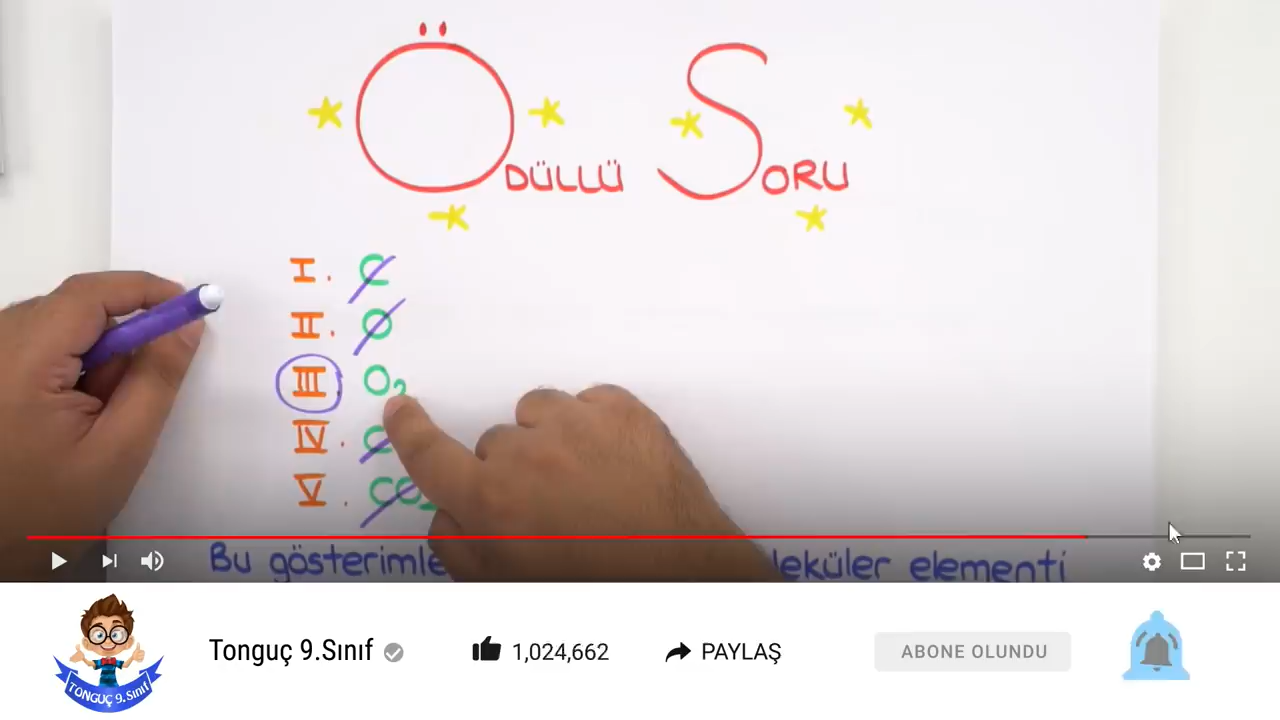 ÖDÜLLÜ SORU
I. C
II. O
III. O₂
IV.
V. CO₂
Bu gösterimle leküler elementi
Tonguç 9.Sınıf
1,024,662
PAYLAŞ
ABONE OLUNDU
TONGUÇ 9.Sınıf